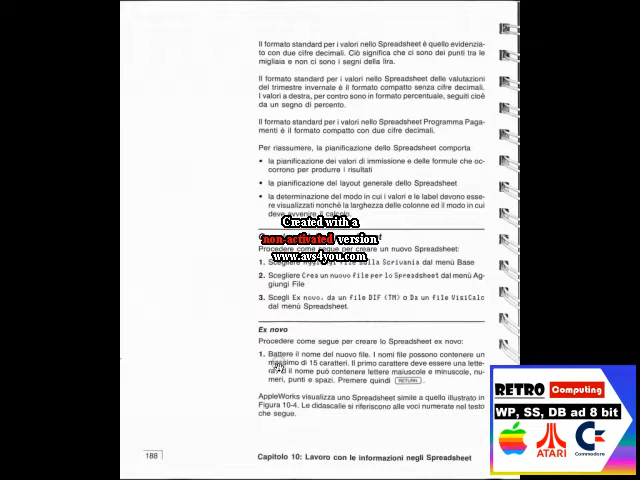 Il formato standard per i valori nello Spreadsheet è quello evidenzia-
to con due cifre decimali. Ciò significa che ci sono dei punti tra le
migliaia e non ci sono i segni della lira.
Il formato standard per i valori nello Spreadsheet delle valutazioni
del trimestre invernale è il formato compatto senza cifre decimali.
I valori a destra, per contro sono in formato percentuale, seguiti cioè
da un segno di percento.
Il formato standard per i valori nello Spreadsheet Programma Paga-
menti è il formato compatto con due cifre decimali.
Per riassumere, la pianificazione dello Spreadsheet comporta
• la pianificazione dei valori di immissione e delle formule che oc-
corrono per produrre i risultati
• la pianificazione del layout generale dello Spreadsheet
• la determinazione del modo in cui i valori e le label devono esse-
re visualizzati nonchè la larghezza delle colonne ed il modo in cui
deve avvenire il calcolo.
Created with a
non-activated version
www.avs4you.com
Procedere come segue per creare un nuovo Spreadsheet:
1. Scegliere Aggiungi file sulla Scrivania dal menù Base
2. Scegliere Crea un nuovo file per lo Spreadsheet dal menù Ag-
giungi File
3. Scegli Ex novo, da un file DIF (TM) o Da un file VisiCalc
dal menù Spreadsheet.
Ex novo
Procedere come segue per creare lo Spreadsheet ex novo:
1. Battere il nome del nuovo file. I nomi file possono contenere un
massimo di 15 caratteri. Il primo carattere deve essere una lette-
ra, il nome può contenere lettere maiuscole e minuscole, nu-
meri, punti e spazi. Premere quindi RETURN.
AppleWorks visualizza uno Spreadsheet simile a quello illustrato in
Figura 10-4. Le didascalie si riferiscono alle voci numerate nel testo
che segue.
188
Capitolo 10: Lavoro con le informazioni negli Spreadsheet
RETRO Computing
WP, SS, DB ad 8 bit
ATARI
Commodore